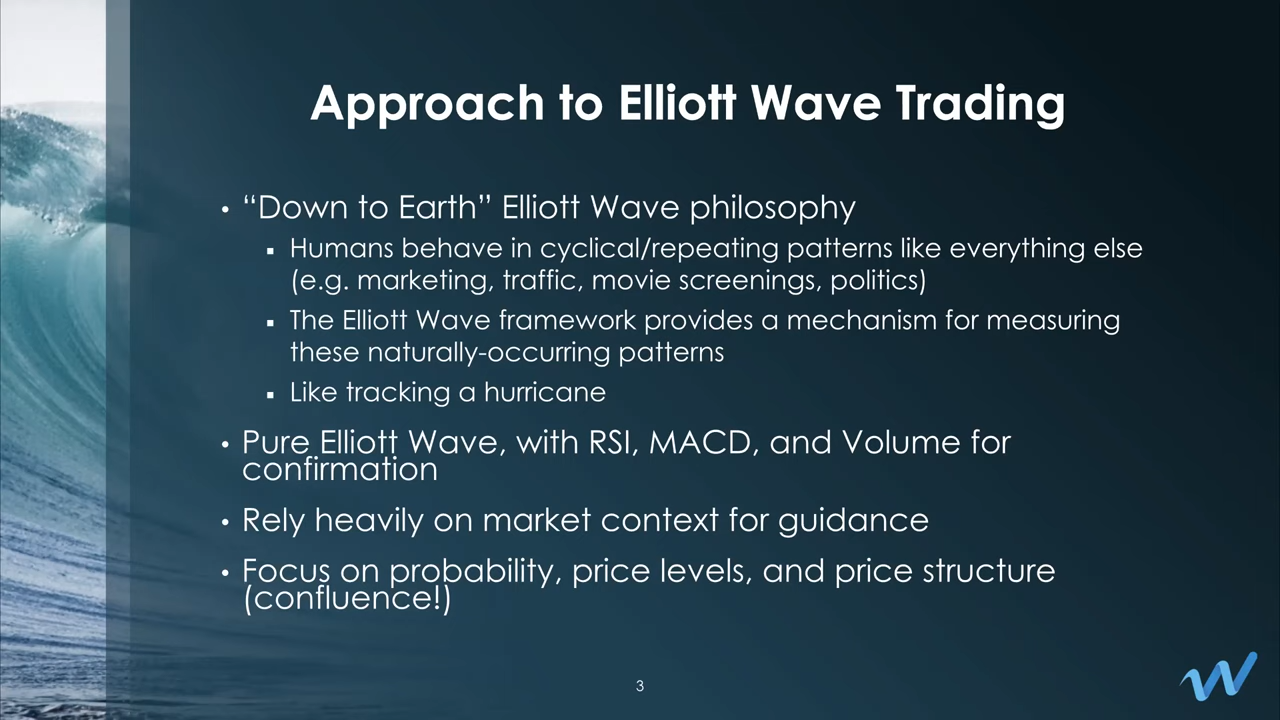 Approach to Elliott Wave Trading
• “Down to Earth” Elliott Wave philosophy
▪ Humans behave in cyclical/repeating patterns like everything else
(e.g. marketing, traffic, movie screenings, politics)
▪ The Elliott Wave framework provides a mechanism for measuring
these naturally-occurring patterns
▪ Like tracking a hurricane
• Pure Elliott Wave, with RSI, MACD, and Volume for
confirmation
• Rely heavily on market context for guidance
• Focus on probability, price levels, and price structure
(confluence!)
3